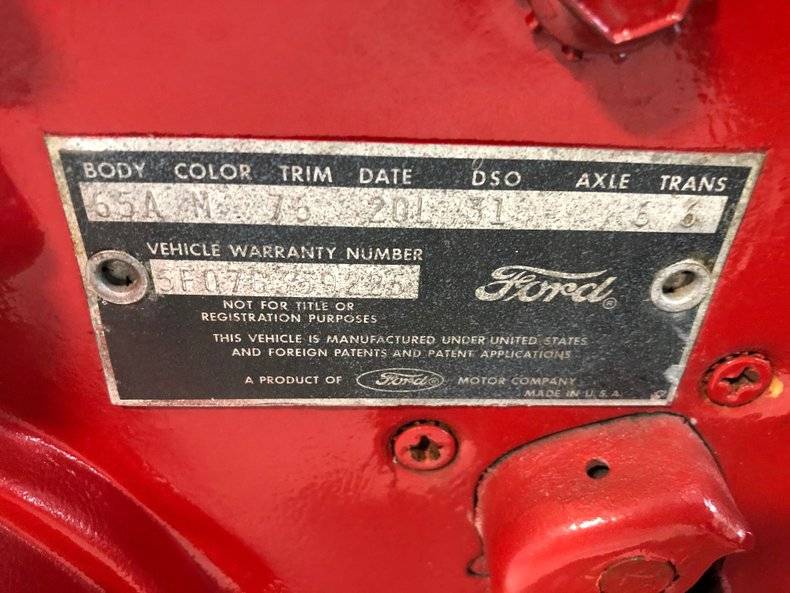 BODY COLOR TRIM DATE DSO AXLE TRANS
65A M 76 20L 31 6 6
VEHICLE WARRANTY NUMBER
Ford®
NOT FOR TITLE OR
REGISTRATION PURPOSES
THIS VEHICLE IS MANUFACTURED UNDER UNITED STATES
AND FOREIGN PATENTS AND PATENT APPLICATIONS
A PRODUCT OF Ford® MOTOR COMPANY
MADE IN U.S.A.